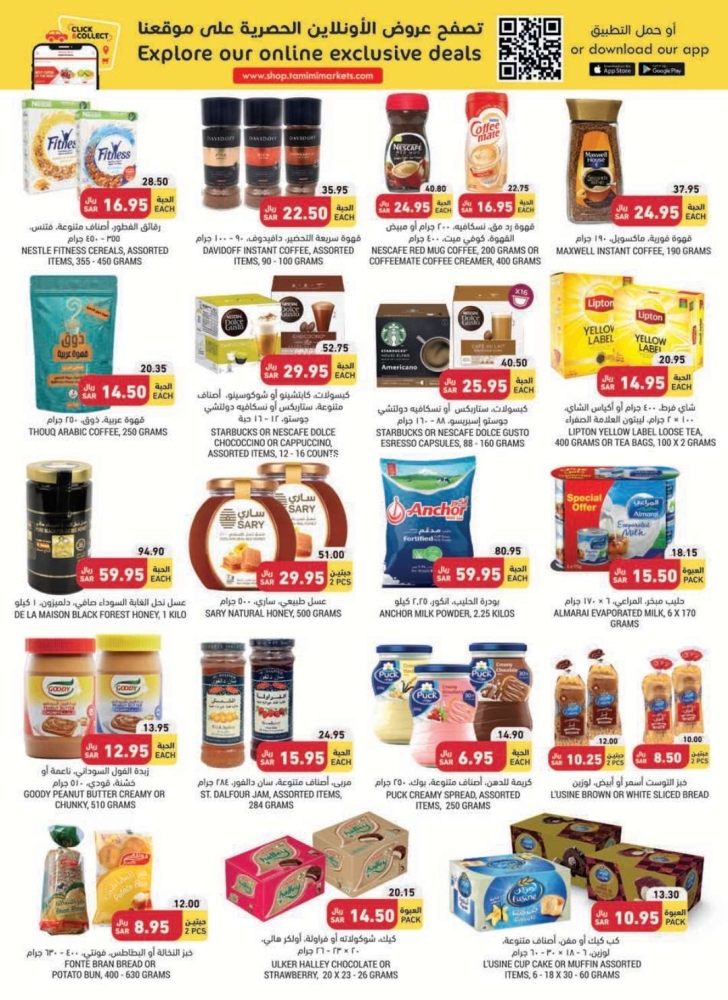 CLICK
&COLLECT
تصفح عروض الأونلاين الحصرية على موقعنا
Explore our online exclusive deals
www.shop.tamimimarkets.com
أو حمل التطبيق
or download our app
App Store
Google Play
28.50
ريال SAR 16.95 الحبة EACH
رقائق الفطور، أصناف متنوعة، فتنس،
٣٥٥ - ٤٥٠ جرام
NESTLE FITNESS CEREALS, ASSORTED
ITEMS, 355 - 450 GRAMS
35.95
ريال SAR 22.50 الحبة EACH
قهوة سريعة التحضير، دافيدوف، ٩٠ - ١٠٠ جرام
DAVIDOFF INSTANT COFFEE, ASSORTED
ITEMS, 90 - 100 GRAMS
40.80
ريال SAR 24.95 الحبة EACH
22.75
ريال SAR 16.95 الحبة EACH
قهوة رد مق، نسكافيه، ٢٠٠ جرام أو مبيض
القهوة، كوفي ميت، ٤٠٠ جرام
NESCAFE RED MUG COFFEE, 200 GRAMS OR
COFFEEMATE COFFEE CREAMER, 400 GRAMS
37.95
ريال SAR 24.95 الحبة EACH
قهوة فورية، ماكسويل، ١٩٠ جرام
MAXWELL INSTANT COFFEE, 190 GRAMS
20.35
ريال SAR 14.50 الحبة EACH
قهوة عربية، ذوق، ٢٥٠ جرام
THOUQ ARABIC COFFEE, 250 GRAMS
52.75
ريال SAR 29.95 الحبة EACH
كبسولات، كابتشينو أو شوكوسينو، أصناف
متنوعة، ستاربكس أو نسكافيه دولتشي
جوستو، ١٢ - ١٦ حبة
STARBUCKS OR NESCAFE DOLCE
CHOCOCCINO OR CAPPUCCINO,
ASSORTED ITEMS, 12 - 16 COUNTS
X16
40.50
ريال SAR 25.95 الحبة EACH
كبسولات، ستاربكس أو نسكافيه دولتشي
جوستو إسبريسو، ٨٨ - ١٦٠ جرام
STARBUCKS OR NESCAFE DOLCE GUSTO
ESRESSO CAPSULES, 88 - 160 GRAMS
20.95
ريال SAR 14.95 الحبة EACH
شاي فرط، ٤٠٠ جرام أو أكياس الشاي،
١٠٠ × ٢ جرام، ليبتون العلامة الصفراء
LIPTON YELLOW LABEL LOOSE TEA,
400 GRAMS OR TEA BAGS, 100 X 2 GRAMS
94.90
ريال SAR 59.95 الحبة EACH
عسل نحل الغابة السوداء صافي، دلميزون، ١ كيلو
DE LA MAISON BLACK FOREST HONEY, 1 KILO
51.00
ريال SAR 29.95 حبتين 2 PCS
عسل طبيعي، ساري، ٥٠٠ جرام
SARY NATURAL HONEY, 500 GRAMS
80.95
ريال SAR 59.95 الحبة EACH
بودرة الحليب، انكور، ٢.٢٥ كيلو
ANCHOR MILK POWDER, 2.25 KILOS
Special
Offer
18.15
ريال SAR 15.50 العبوة PACK
حليب مبخر، المراعي، ٦ × ١٧٠ جرام
ALMARAI EVAPORATED MILK, 6 X 170
GRAMS
13.95
ريال SAR 12.95 الحبة EACH
زبدة الفول السوداني، ناعمة أو
خشنة، قودي، ٥١٠ جرام
GOODY PEANUT BUTTER CREAMY OR
CHUNKY, 510 GRAMS
ريال SAR 15.95 الحبة EACH
مربى، أصناف متنوعة، سان دالفور، ٢٨٤ جرام
ST. DALFOUR JAM, ASSORTED ITEMS,
284 GRAMS
14.90
ريال SAR 6.95 الحبة EACH
كريمة للدهن، أصناف متنوعة، بوك، ٢٥٠ جرام
PUCK CREAMY SPREAD, ASSORTED
ITEMS, 250 GRAMS
12.00
ريال SAR 10.25 حبتين 2 PCS
10.00
ريال SAR 8.50 حبتين 2 PCS
خبز التوست أسمر أو أبيض، لوزين
L'USINE BROWN OR WHITE SLICED BREAD
12.00
ريال SAR 8.95 حبتين 2 PCS
خبز النخالة أو البطاطس، فونتي، ٤٠٠ - ٦٣٠ جرام
FONTE BRAN BREAD OR
POTATO BUN, 400 - 630 GRAMS
20.15
ريال SAR 14.50 العبوة PACK
كيك، شوكولاته أو فراولة، أولكر هالي،
٢٠ × ٢٣ - ٢٦ جرام
ULKER HALLEY CHOCOLATE OR
STRAWBERRY, 20 X 23 - 26 GRAMS
13.30
ريال SAR 10.95 العبوة PACK
كب كيك أو مفن، أصناف متنوعة،
لوزين، ٦ - ١٨ × ٣٠ - ٦٠ جرام
L'USINE CUP CAKE OR MUFFIN ASSORTED
ITEMS, 6 - 18 X 30 - 60 GRAMS